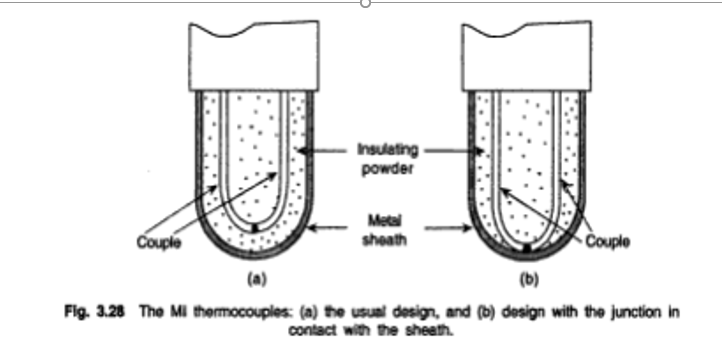 Insulating
powder
Couple
Metal
sheath
Couple
(a)
(b)
Fig. 3.28 The MI thermocouples: (a) the usual design, and (b) design with the junction in
contact with the sheath.